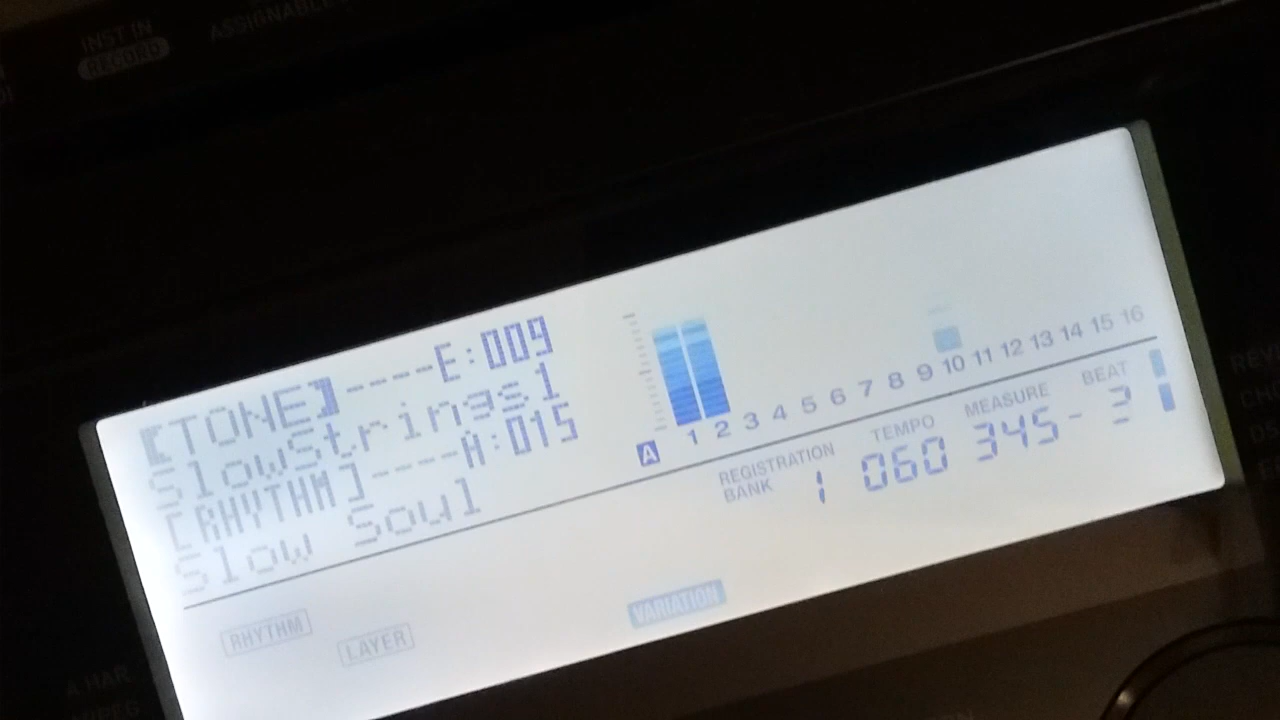 INST IN
RECORD
ASSIGNABLE
【TONE】----E:009
SlowStrings1
[RHYTHM]----A:015
Slow Soul
A 1 2 3 4 5 6 7 8 9 10 11 12 13 14 15 16
REGISTRATION BANK 1
TEMPO 060
MEASURE 345 -
BEAT
RHYTHM
LAYER
VARIATION
A HAR.